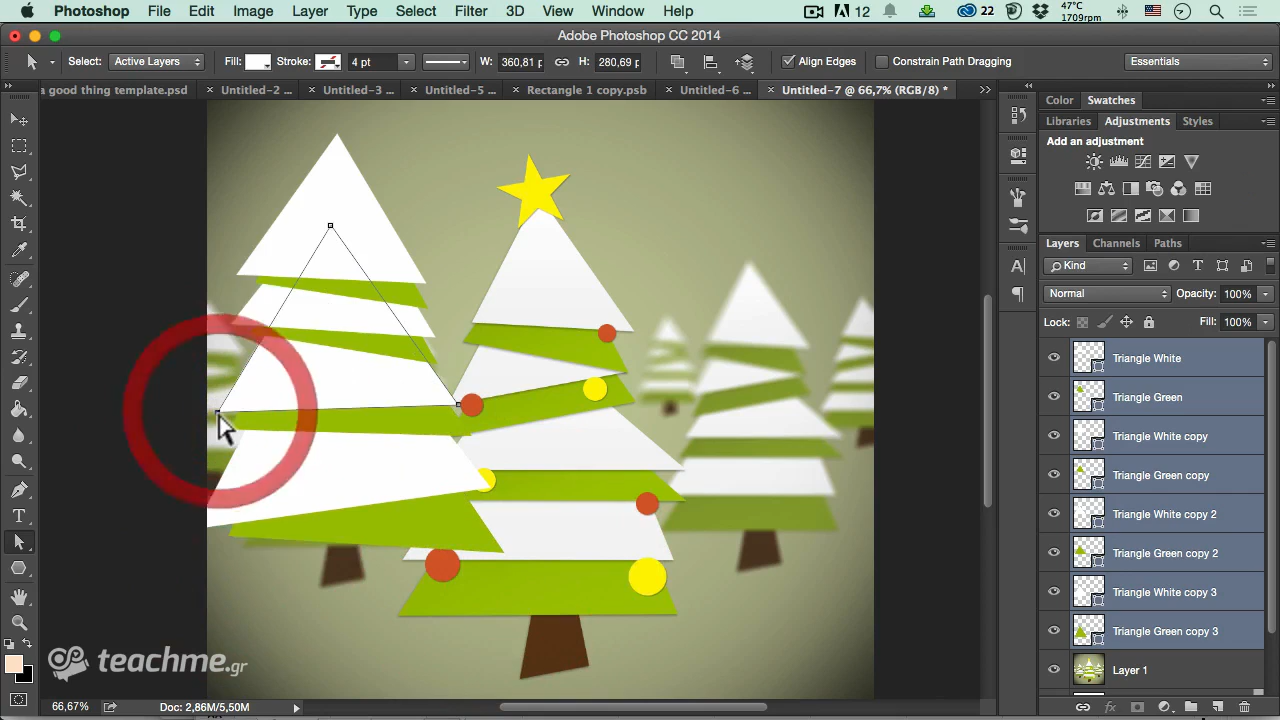 Photoshop File Edit Image Layer Type Select Filter 3D View Window Help
12 22 47°C 1709rpm
Adobe Photoshop CC 2014
Select: Active Layers Fill: Stroke: 4 pt W: 360,81 p H: 280,69 p Align Edges Constrain Path Dragging Essentials
a good thing template.psd × Untitled-2 ... × Untitled-3 ... × Untitled-5 ... × Rectangle 1 copy.psb × Untitled-6 ... × Untitled-7 @ 66,7% (RGB/8) *
Color Swatches
Libraries Adjustments Styles
Add an adjustment
Layers Channels Paths
Kind
Normal Opacity: 100%
Lock: Fill: 100%
Triangle White
Triangle Green
Triangle White copy
Triangle Green copy
Triangle White copy 2
Triangle Green copy 2
Triangle White copy 3
Triangle Green copy 3
Layer 1
teachme.gr
66,67% Doc: 2,86M/5,50M